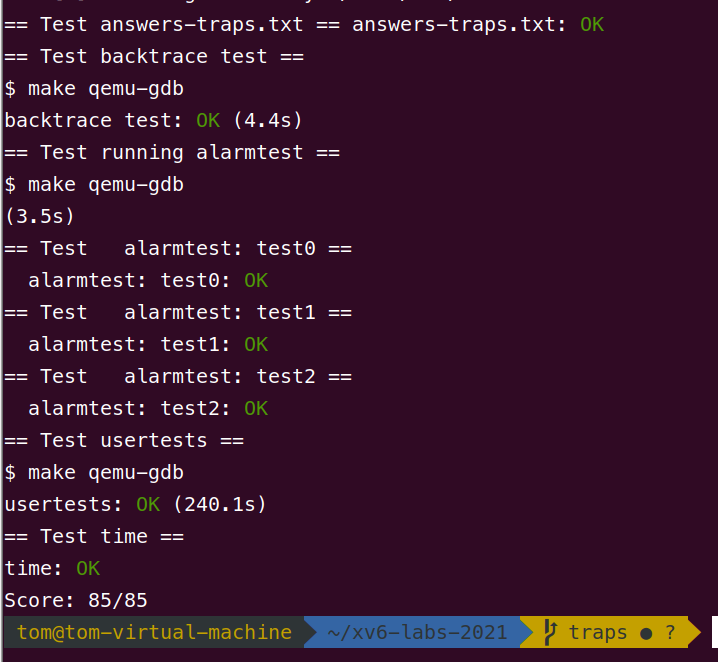 == Test answers-traps.txt == answers-traps.txt: OK
== Test backtrace test ==
$ make qemu-gdb
backtrace test: OK (4.4s)
== Test running alarmtest ==
$ make qemu-gdb
(3.5s)
== Test   alarmtest: test0 ==
  alarmtest: test0: OK
== Test   alarmtest: test1 ==
  alarmtest: test1: OK
== Test   alarmtest: test2 ==
  alarmtest: test2: OK
== Test usertests ==
$ make qemu-gdb
usertests: OK (240.1s)
== Test time ==
time: OK
Score: 85/85
tom@tom-virtual-machine ~/xv6-labs-2021 traps ● ?